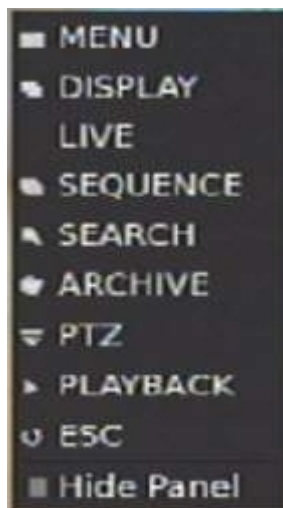 MENU
DISPLAY
LIVE
SEQUENCE
SEARCH
ARCHIVE
PTZ
PLAYBACK
ESC
Hide Panel